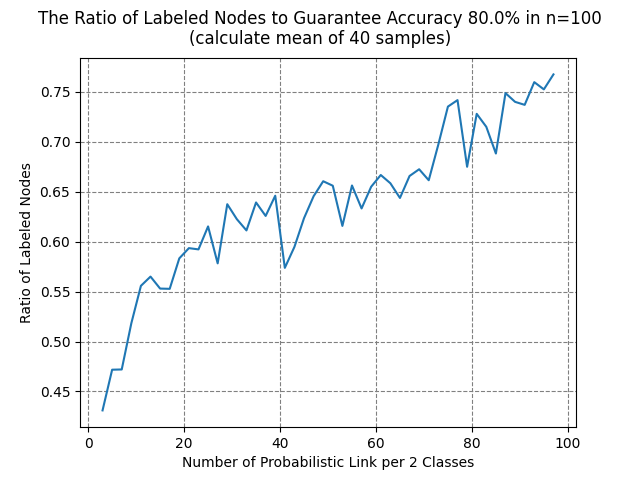 The Ratio of Labeled Nodes to Guarantee Accuracy 80.0% in n=100
(calculate mean of 40 samples)
Ratio of Labeled Nodes
0.75
0.70
0.65
0.60
0.55
0.50
0.45
0 20 40 60 80 100
Number of Probabilistic Link per 2 Classes